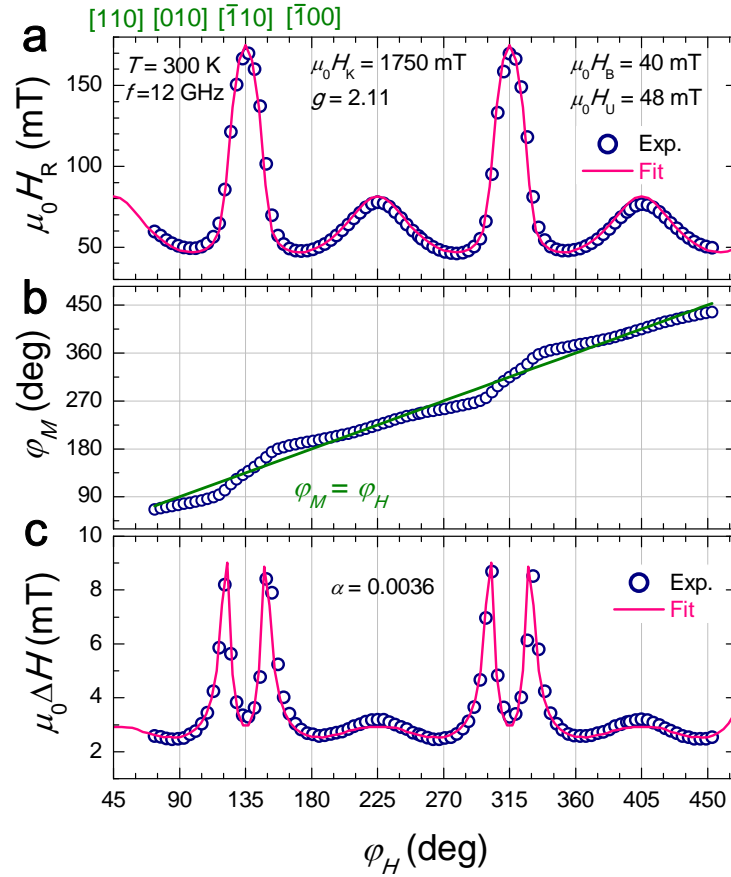 [110] [010] [1̅10] [1̅00]
a
T = 300 K
f =12 GHz
μ0HK = 1750 mT
g = 2.11
μ0HB = 40 mT
μ0HU = 48 mT
Exp.
Fit
μ0HR (mT)
150
100
50
b
450
360
270
180
90
φM (deg)
φM = φH
c
10
8
6
4
2
μ0ΔH (mT)
α = 0.0036
Exp.
Fit
45 90 135 180 225 270 315 360 405 450
φH (deg)